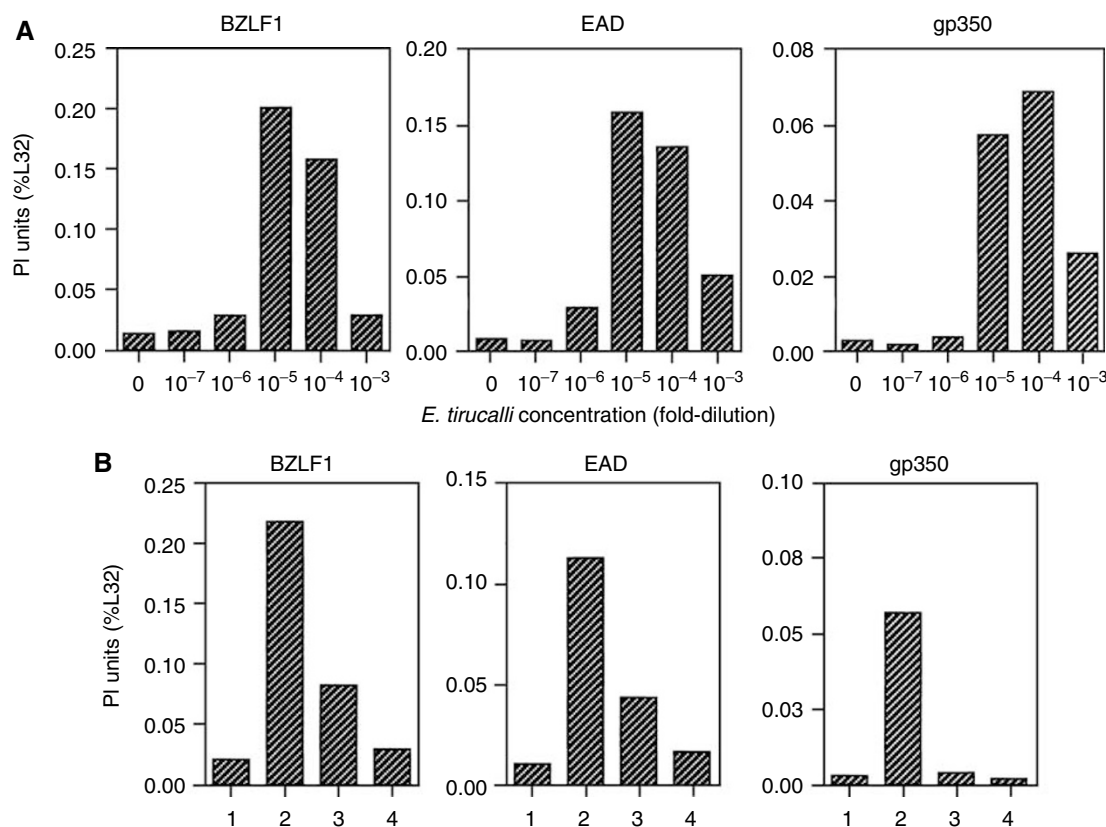 A
BZLF1 EAD gp350
PI units (%L32)
0.25 0.20 0.08
0.20 0.15 0.06
0.15 0.10 0.04
0.10 0.05 0.02
0.05 0.00 0.00
0.00
0 10⁻⁷ 10⁻⁶ 10⁻⁵ 10⁻⁴ 10⁻³ 0 10⁻⁷ 10⁻⁶ 10⁻⁵ 10⁻⁴ 10⁻³ 0 10⁻⁷ 10⁻⁶ 10⁻⁵ 10⁻⁴ 10⁻³
E. tirucalli concentration (fold-dilution)
B
BZLF1 EAD gp350
PI units (%L32)
0.25 0.15 0.10
0.20 0.10 0.08
0.15 0.05 0.05
0.10 0.00 0.03
0.05 0.00
0.00
1 2 3 4 1 2 3 4 1 2 3 4